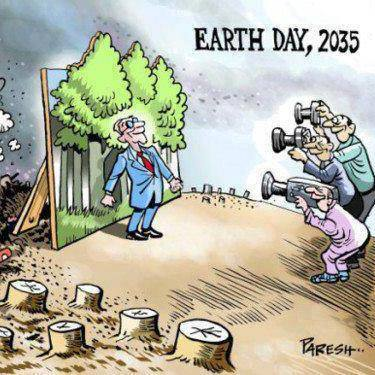 EARTH DAY, 2035
z
z
PARESH..